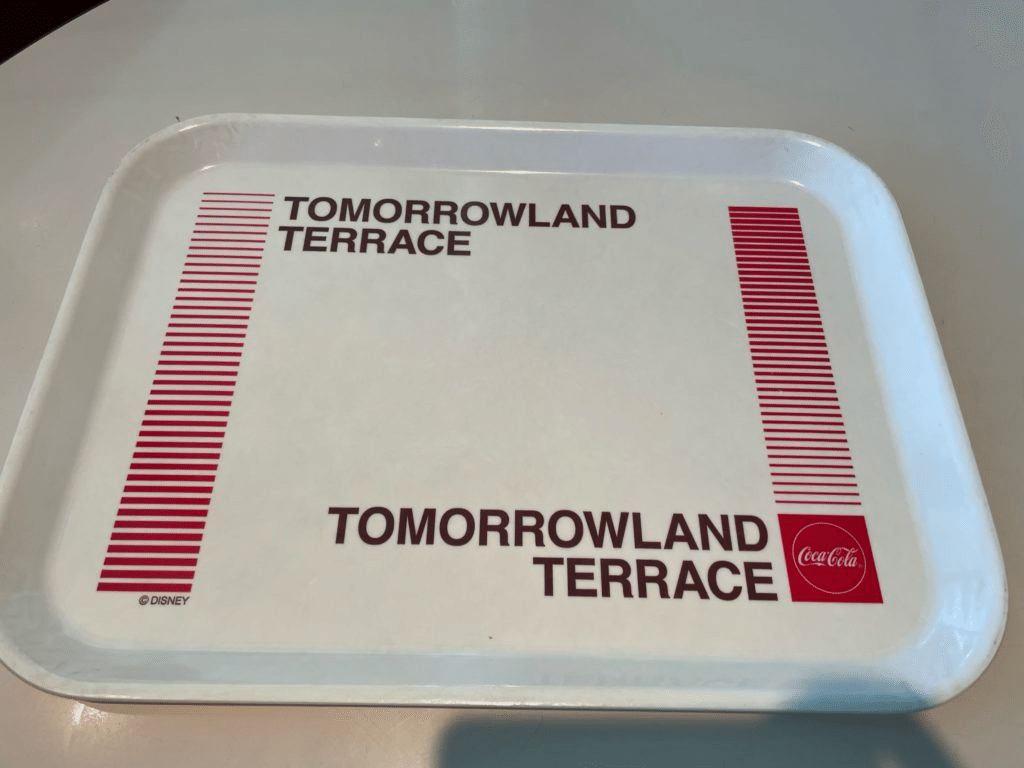 TOMORROWLAND
TERRACE
TOMORROWLAND
TERRACE
Coca-Cola
© DISNEY